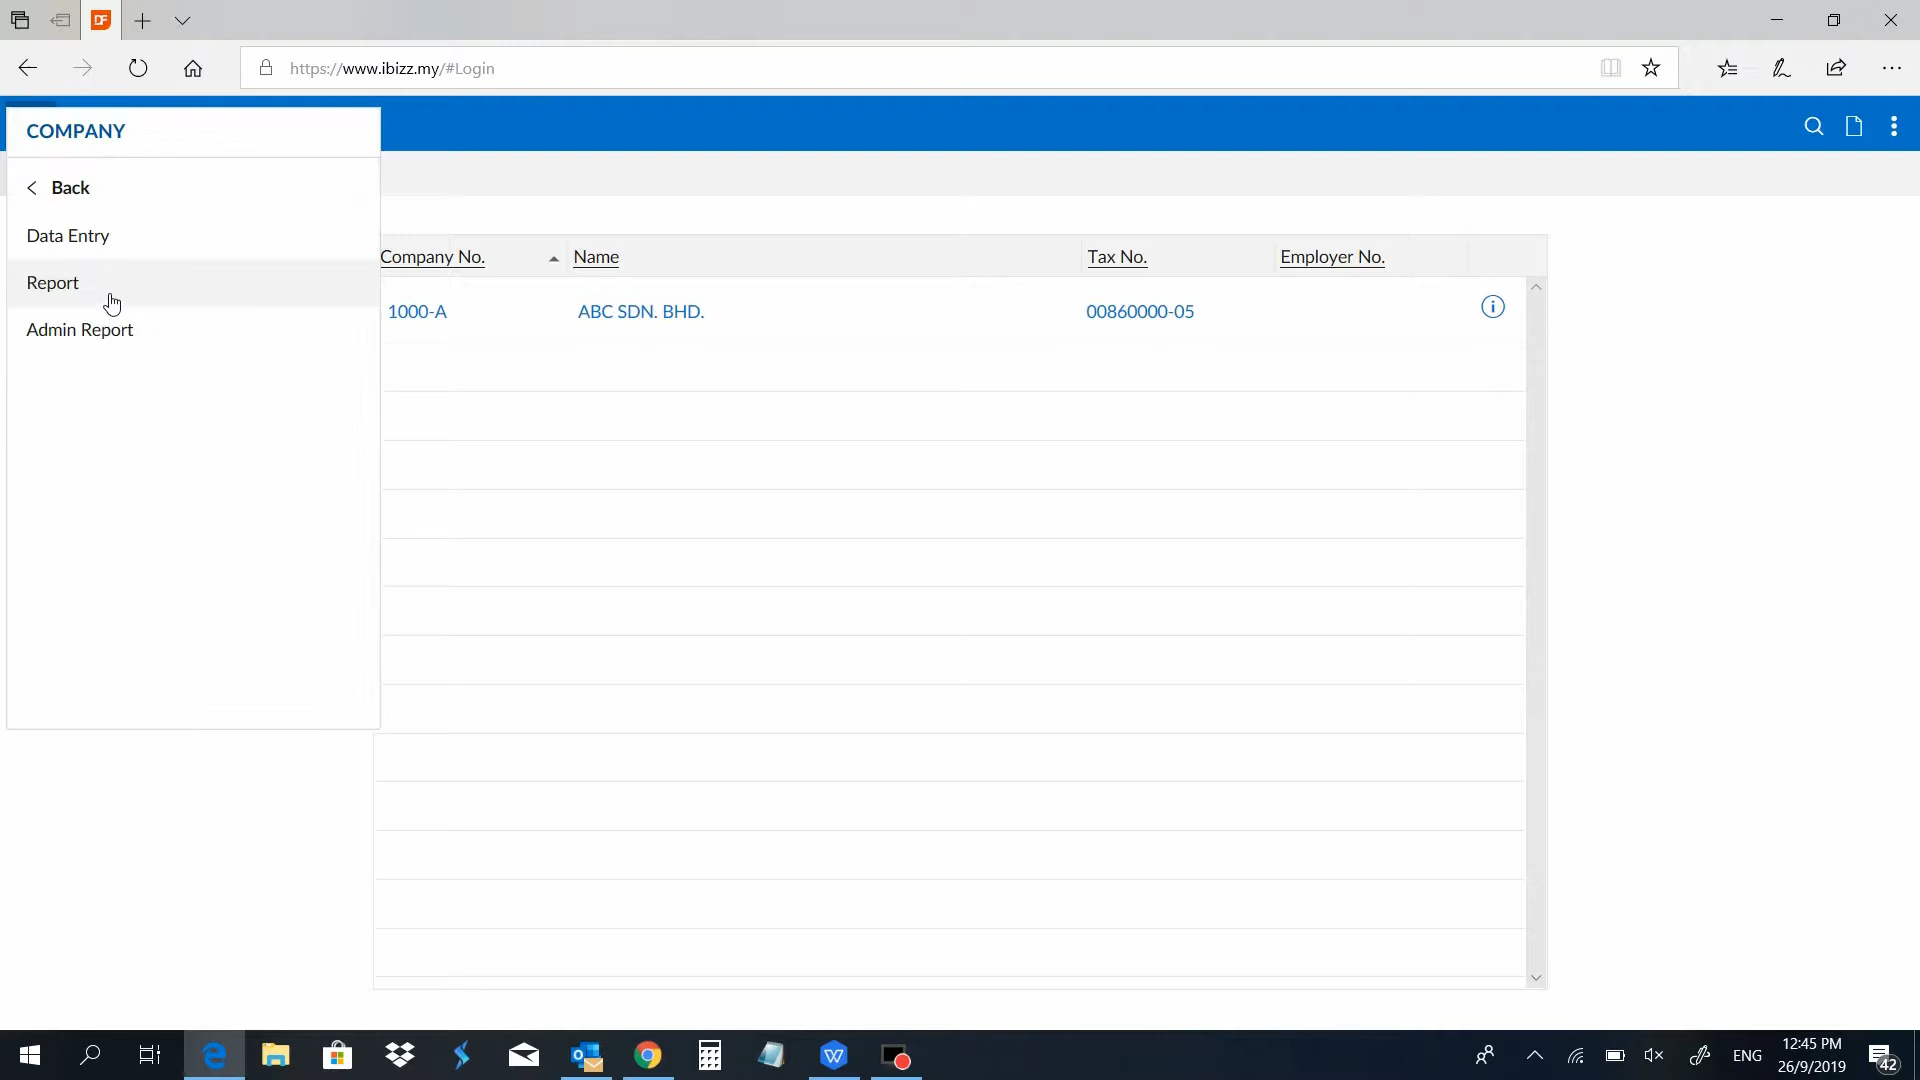 DF
https://www.ibizz.my/#Login
COMPANY
Back
Data Entry
Report
Admin Report
Company No. Name Tax No. Employer No.
1000-A ABC SDN. BHD. 00860000-05
ENG
12:45 PM
26/9/2019
42